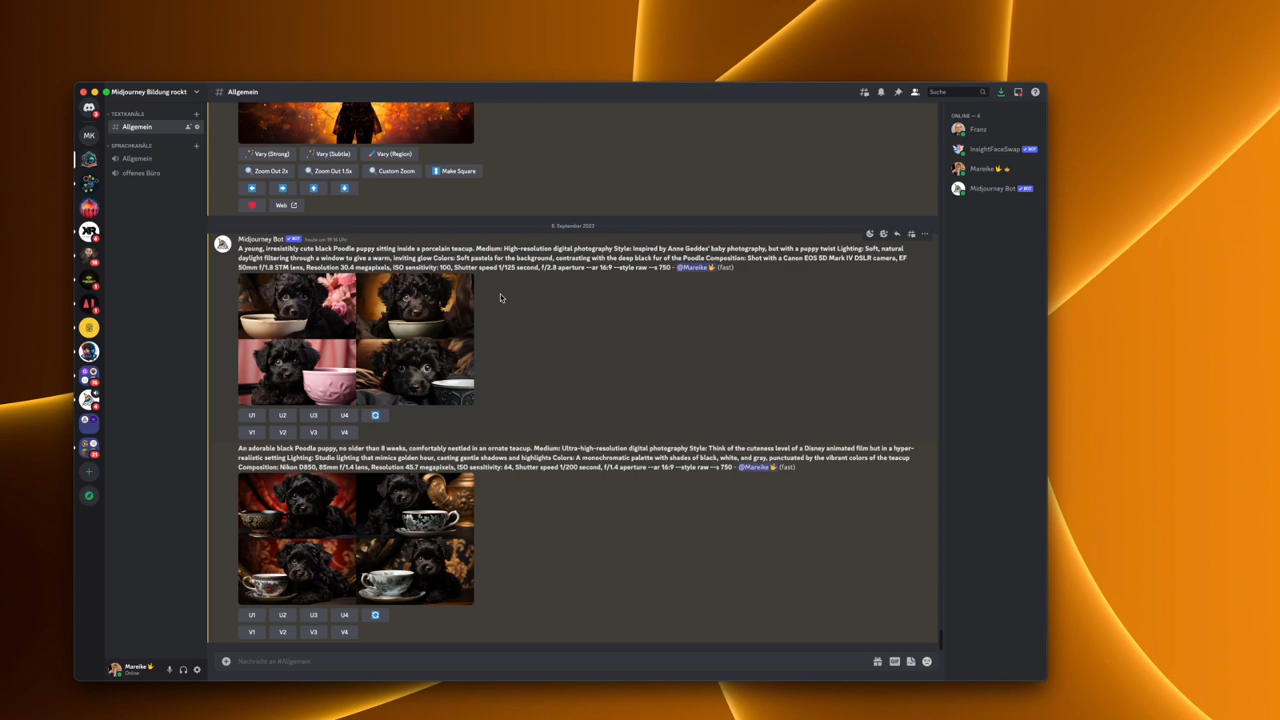 Midjourney Bildung rockt
Allgemein
Suche
TEXTKANÄLE
Allgemein
SPRACHKANÄLE
Allgemein
offenes Büro
MK
Vary (Strong)
Vary (Subtle)
Vary (Region)
Zoom Out 2x
Zoom Out 1.5x
Custom Zoom
Make Square
Web
8. September 2023
Midjourney Bot BOT heute um 19:14 Uhr
A young, irresistibly cute black Poodle puppy sitting inside a porcelain teacup. Medium: High-resolution digital photography Style: Inspired by Anne Geddes' baby photography, but with a puppy twist Lighting: Soft, natural
daylight filtering through a window to give a warm, inviting glow Colors: Soft pastels for the background, contrasting with the deep black fur of the Poodle Composition: Shot with a Canon EOS 5D Mark IV DSLR camera, EF
50mm f/1.8 STM lens, Resolution 30.4 megapixels, ISO sensitivity: 100, Shutter speed 1/125 second, f/2.8 aperture --ar 16:9 --style raw --s 750 - @Mareike (fast)
U1 U2 U3 U4
V1 V2 V3 V4
An adorable black Poodle puppy, no older than 8 weeks, comfortably nestled in an ornate teacup. Medium: Ultra-high-resolution digital photography Style: Think of the cuteness level of a Disney animated film but in a hyper-
realistic setting Lighting: Studio lighting that mimics golden hour, casting gentle shadows and highlights Colors: A monochromatic palette with shades of black, white, and gray, punctuated by the vibrant colors of the teacup
Composition: Nikon D850, 85mm f/1.4 lens, Resolution 45.7 megapixels, ISO sensitivity: 64, Shutter speed 1/200 second, f/1.4 aperture --ar 16:9 --style raw --s 750 - @Mareike (fast)
U1 U2 U3 U4
V1 V2 V3 V4
Nachricht an #Allgemein
GIF
Mareike
Online
ONLINE — 4
Franz
InsightFaceSwap BOT
Mareike
Midjourney Bot BOT